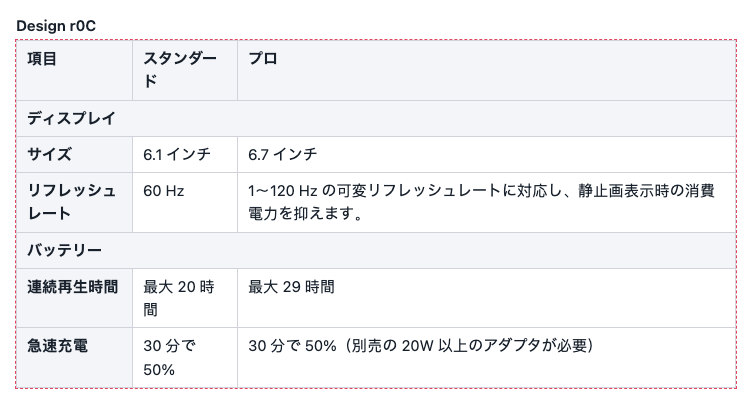 Design r0C
項目
スタンダー
ド
プロ
ディスプレイ
サイズ
6.1 インチ
6.7 インチ
リフレッシュ
レート
60 Hz
1〜120 Hz の可変リフレッシュレートに対応し、静止画表示時の消費
電力を抑えます。
バッテリー
連続再生時間
最大 20 時
間
最大 29 時間
急速充電
30 分で
50%
30 分で 50%（別売の 20W 以上のアダプタが必要）